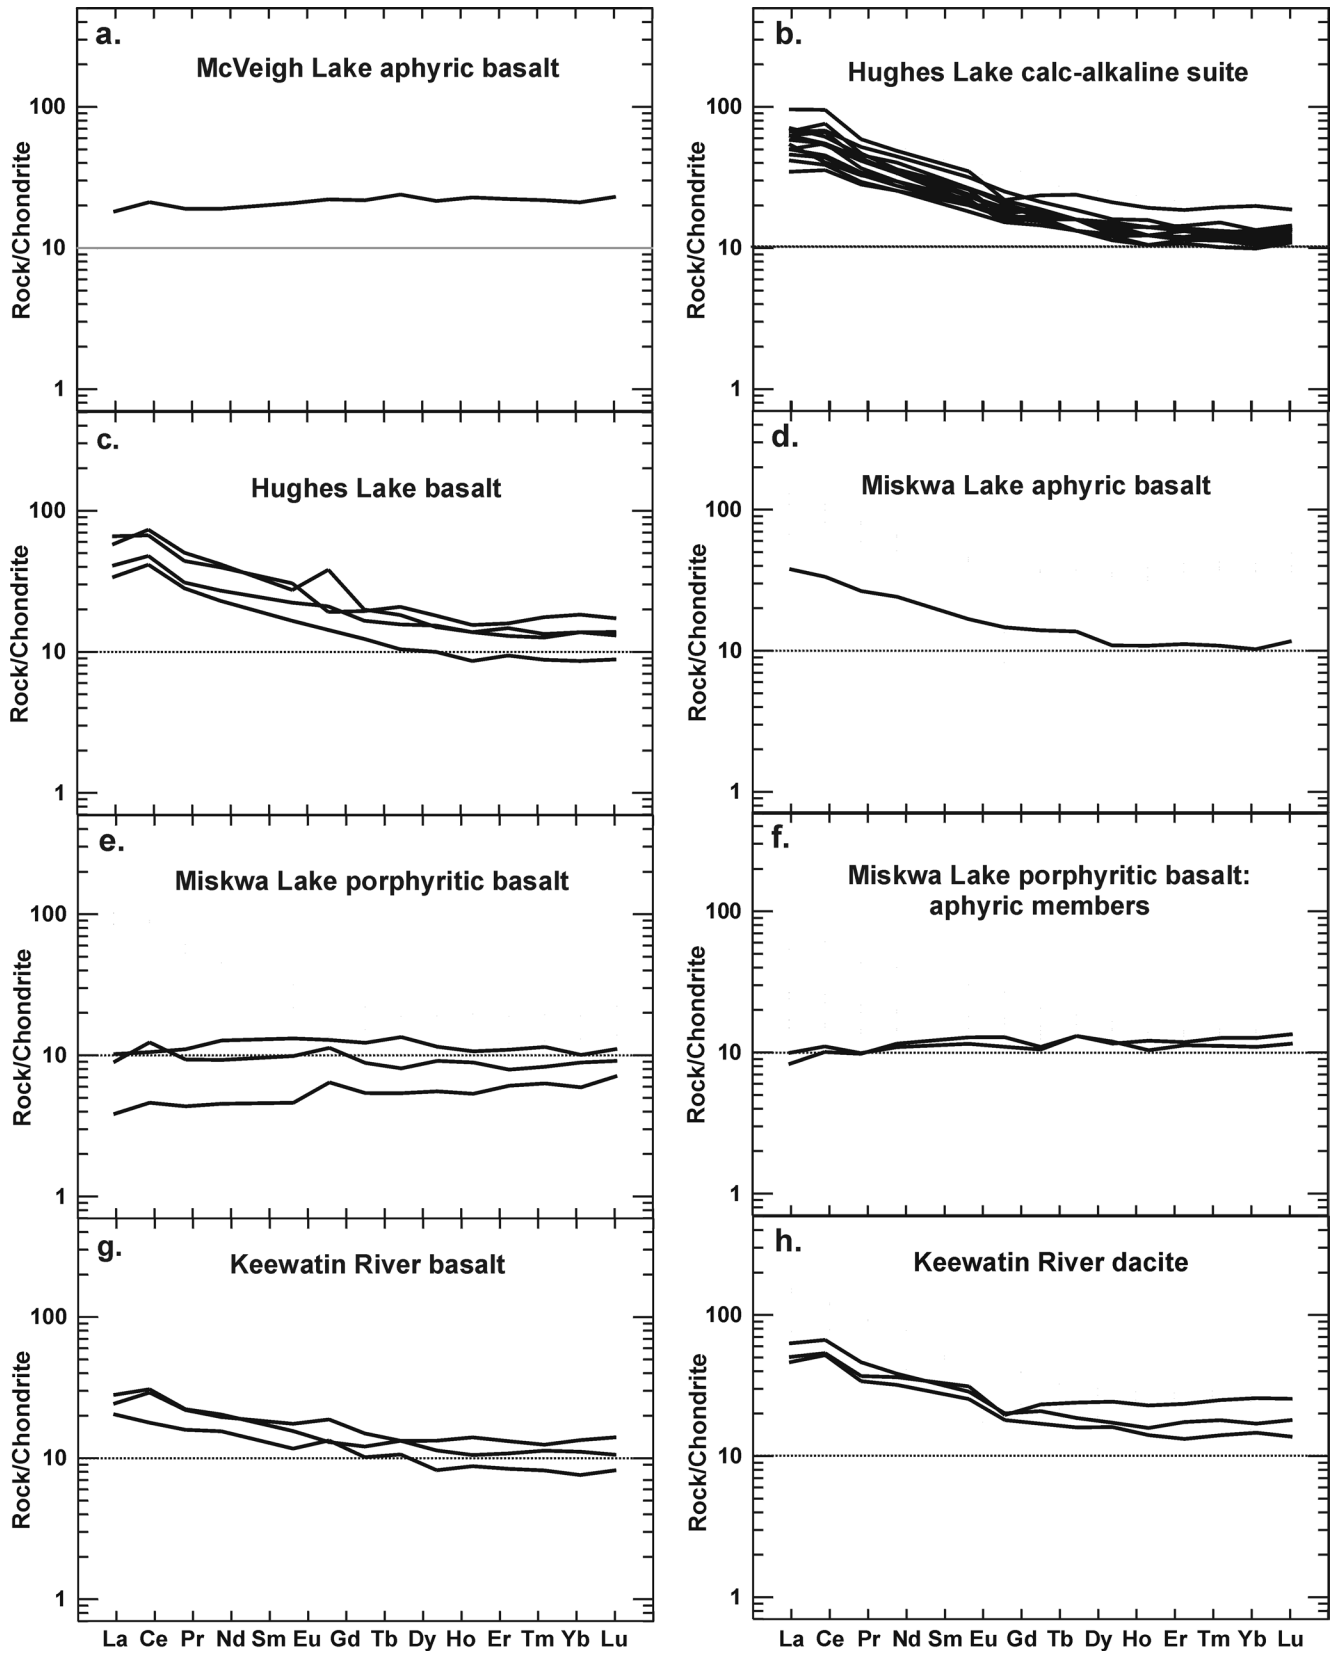 a.
McVeigh Lake aphyric basalt
100
10
1
Rock/Chondrite
b.
Hughes Lake calc-alkaline suite
100
10
1
Rock/Chondrite
c.
Hughes Lake basalt
100
10
1
Rock/Chondrite
d.
Miskwa Lake aphyric basalt
100
10
1
Rock/Chondrite
e.
Miskwa Lake porphyritic basalt
100
10
1
Rock/Chondrite
f.
Miskwa Lake porphyritic basalt:
aphyric members
100
10
1
Rock/Chondrite
g.
Keewatin River basalt
100
10
1
Rock/Chondrite
La Ce Pr Nd Sm Eu Gd Tb Dy Ho Er Tm Yb Lu
h.
Keewatin River dacite
100
10
1
Rock/Chondrite
La Ce Pr Nd Sm Eu Gd Tb Dy Ho Er Tm Yb Lu